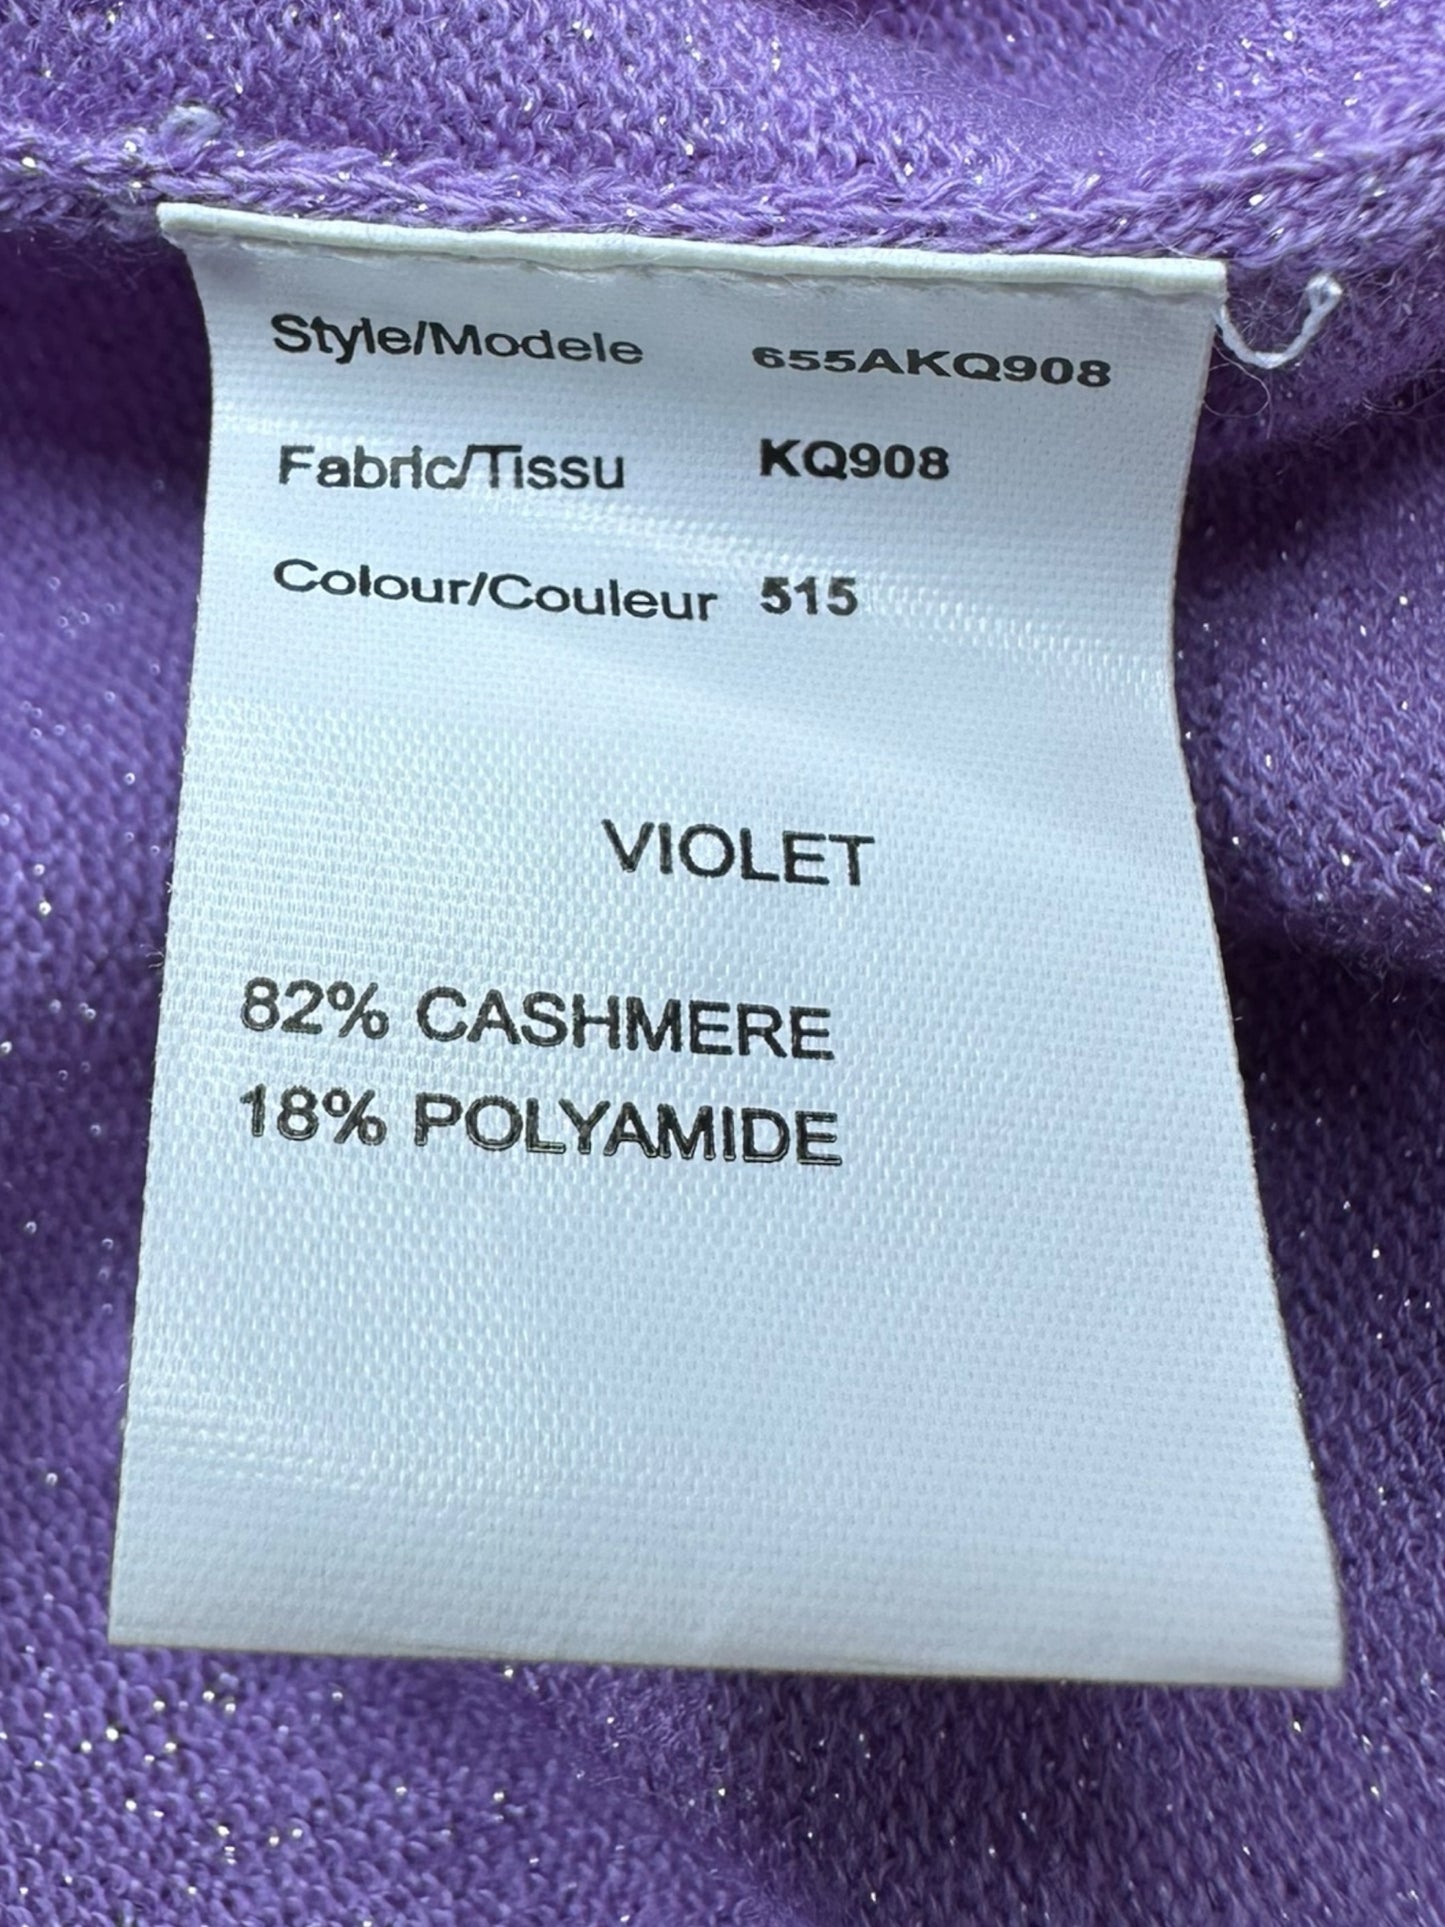 Style/Modele 655AKQ908
Fabric/Tissu KQ908
Colour/Couleur 515
VIOLET
82% CASHMERE
18% POLYAMIDE